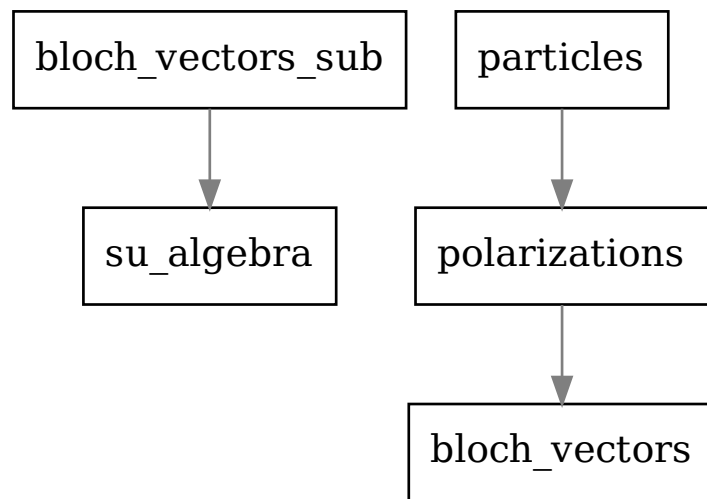 bloch_vectors_sub
particles
su_algebra
polarizations
bloch_vectors